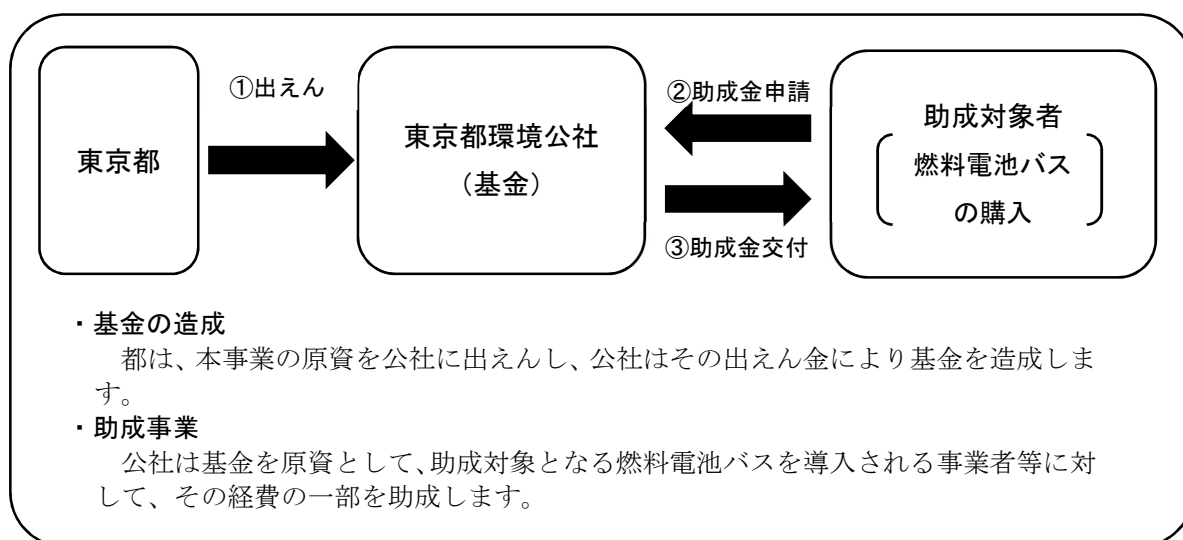 東京都
①出えん
東京都環境公社
（基金）
②助成金申請
③助成金交付
助成対象者
燃料電池バス
の購入
・基金の造成
都は、本事業の原資を公社に出えんし、公社はその出えん金により基金を造成しま
す。
・助成事業
公社は基金を原資として、助成対象となる燃料電池バスを導入される事業者等に対
して、その経費の一部を助成します。